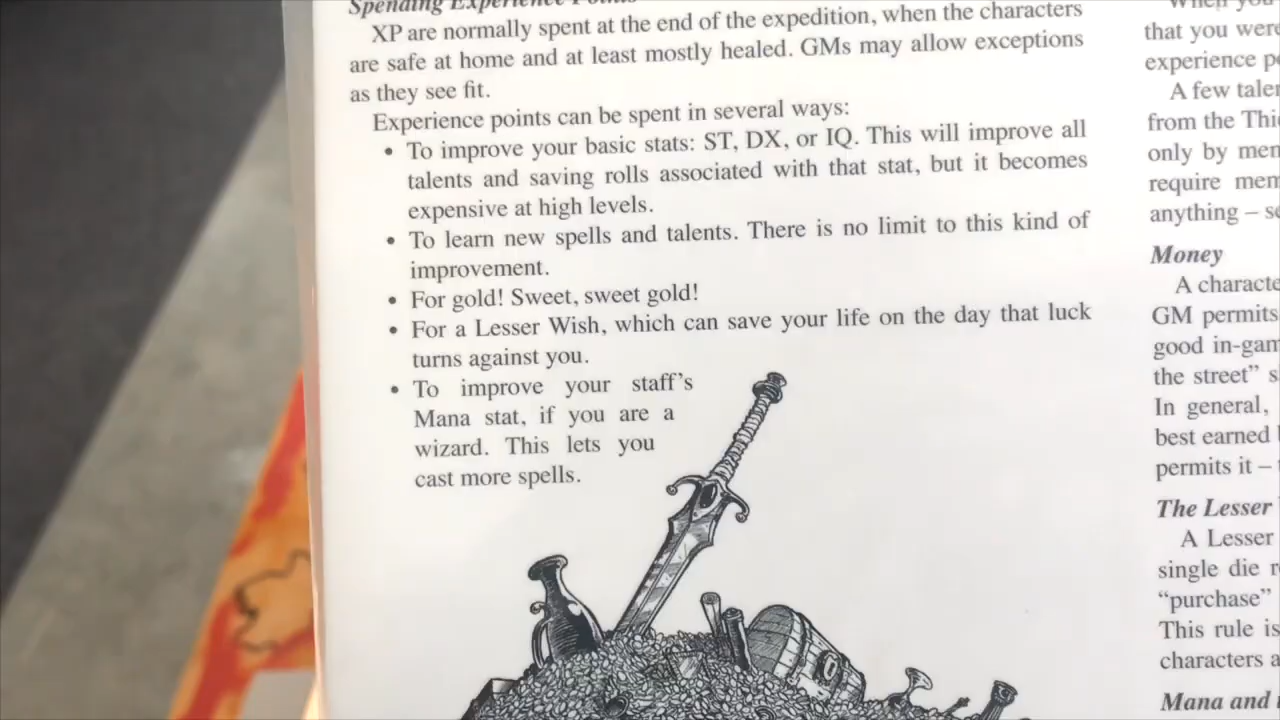 Spending Experience Points
XP are normally spent at the end of the expedition, when the characters
are safe at home and at least mostly healed. GMs may allow exceptions
as they see fit.
Experience points can be spent in several ways:
• To improve your basic stats: ST, DX, or IQ. This will improve all
talents and saving rolls associated with that stat, but it becomes
expensive at high levels.
• To learn new spells and talents. There is no limit to this kind of
improvement.
• For gold! Sweet, sweet gold!
• For a Lesser Wish, which can save your life on the day that luck
turns against you.
• To improve your staff's
Mana stat, if you are a
wizard. This lets you
cast more spells.
When you
that you were
experience
A few
from the
only by
require
anything –
Money
A
GM permits
good
the street"
In general,
best earned
permits it –
The Lesser
A Lesser
single die
"purchase"
This rule is
characters
Mana and